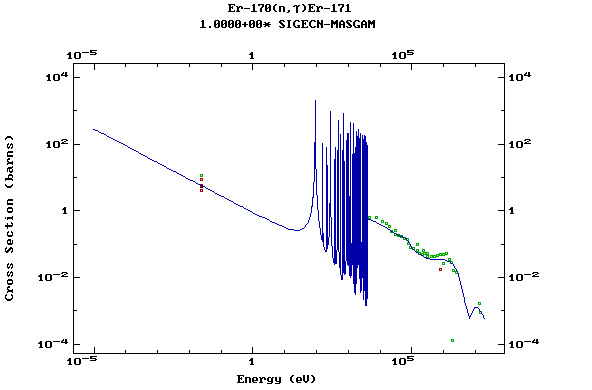 Er-170(n,γ)Er-171
1.0000+00* SIGECN-MASGAM
10⁻⁵ 1 10⁵
10⁴ 10⁴
10² 10²
1 1
10⁻² 10⁻²
10⁻⁴ 10⁻⁴
10⁻⁵ 1 10⁵
Cross Section (barns)
Energy (eV)